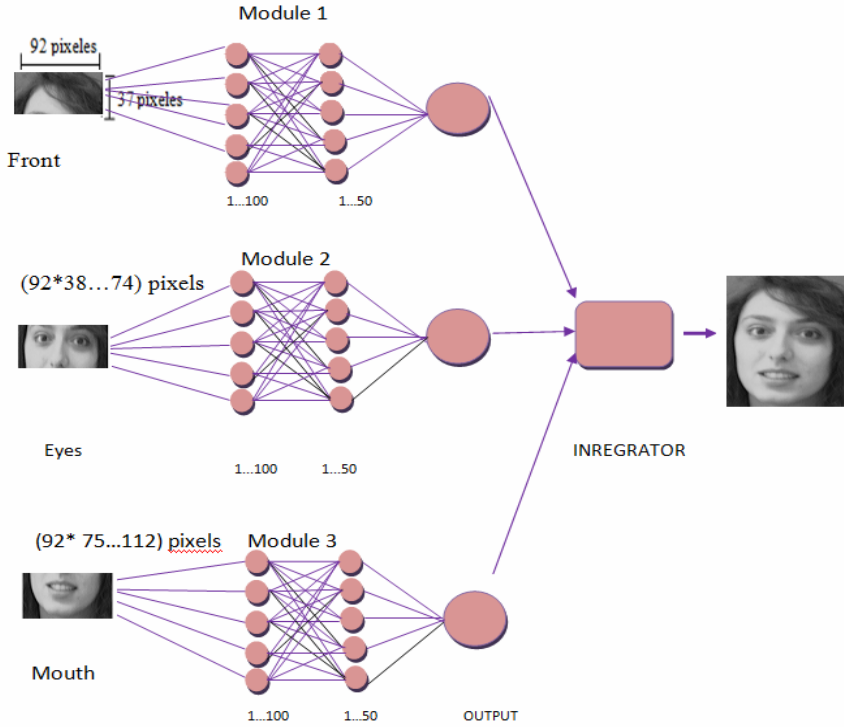 Module 1
92 pixeles
37 pixeles
Front
1...100
1...50
Module 2
(92*38...74) pixels
Eyes
1...100
1...50
INREGRATOR
(92* 75...112) pixels
Module 3
Mouth
1...100
1...50
OUTPUT